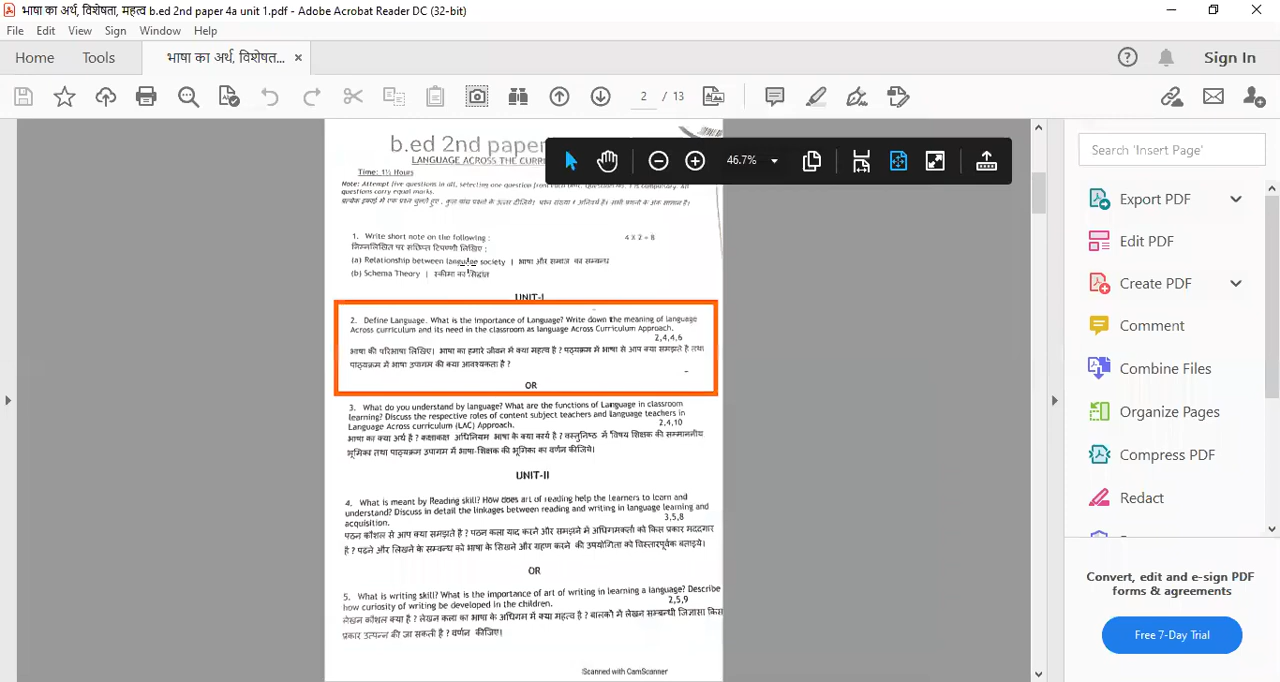 भाषा का अर्थ, विशेषता, महत्व b.ed 2nd paper 4a unit 1.pdf - Adobe Acrobat Reader DC (32-bit)
File Edit View Sign Window Help
Home Tools भाषा का अर्थ, विशेषत... × Sign In
2 / 13
b.ed 2nd paper
LANGUAGE ACROSS THE CURRI
46.7%
Time: 1½ Hours
Note: Attempt five questions in all, selecting one question from each unit. Question No. 1 is compulsory. All
questions carry equal marks.
प्रत्येक इकाई में एक प्रश्न चुनते हुए, कुल पांच प्रश्नों के उत्तर दीजिये। प्रश्न संख्या १ अनिवार्य है। सभी प्रश्नों के अंक सामान है।
1. Write short note on the following : 4 X 2 = 8
निम्नलिखित पर संछिप्त टिपणी लिखिए :
(a) Relationship between language society | भाषा और समाज का सम्बन्ध
(b) Schema Theory | स्कीमा का सिद्धांत
UNIT-I
2. Define Language. What is the importance of Language? Write down the meaning of language
Across curriculum and its need in the classroom as language Across Curriculum Approach.
2,4,4,6
भाषा की परिभाषा लिखिए। भाषा का हमारे जीवन में क्या महत्व है ? पठ्यक्रम में भाषा से आप क्या समझते है तथा
पाठ्यक्रम में भाषा उपागम की क्या आवश्यकता है ?
OR
3. What do you understand by language? What are the functions of Language in classroom
learning? Discuss the respective roles of content subject teachers and language teachers in
Language Across curriculum (LAC) Approach. 2,4,10
भाषा का क्या अर्थ है ? कक्षाकक्ष अधिनियम भाषा के क्या कार्य है ? वस्तुनिष्ठ में विषय शिक्षक की सम्माननीय
भूमिका तथा पाठ्यक्रम उपागम में भाषा-शिक्षक की भूमिका का वर्णन कीजिये।
UNIT-II
4. What is meant by Reading skill? How does art of reading help the learners to learn and
understand? Discuss in detail the linkages between reading and writing in language learning and
acquisition. 3,5,8
पठन कौशल से आप क्या समझते है ? पठन कला याद करने और समझने में अधिगमकर्ता को किस प्रकार मददगार
है ? पढने और लिखने के सम्बन्ध को भाषा के सिखने और ग्रहण करने की उपयोगिता को विस्तारपूर्वक बताइये।
OR
5. What is writing skill? What is the importance of art of writing in learning a language? Describe
how curiosity of writing be developed in the children. 2,5,9
लेखन कौशल क्या है ? लेखन कला का भाषा के अधिगम में क्या महत्व है ? बालको में लेखन सम्बन्धी जिज्ञासा किस
प्रकार उत्पन्न की जा सकती है ? वर्णन कीजिए।
Scanned with CamScanner
Search 'Insert Page'
Export PDF
Edit PDF
Create PDF
Comment
Combine Files
Organize Pages
Compress PDF
Redact
Convert, edit and e-sign PDF
forms & agreements
Free 7-Day Trial